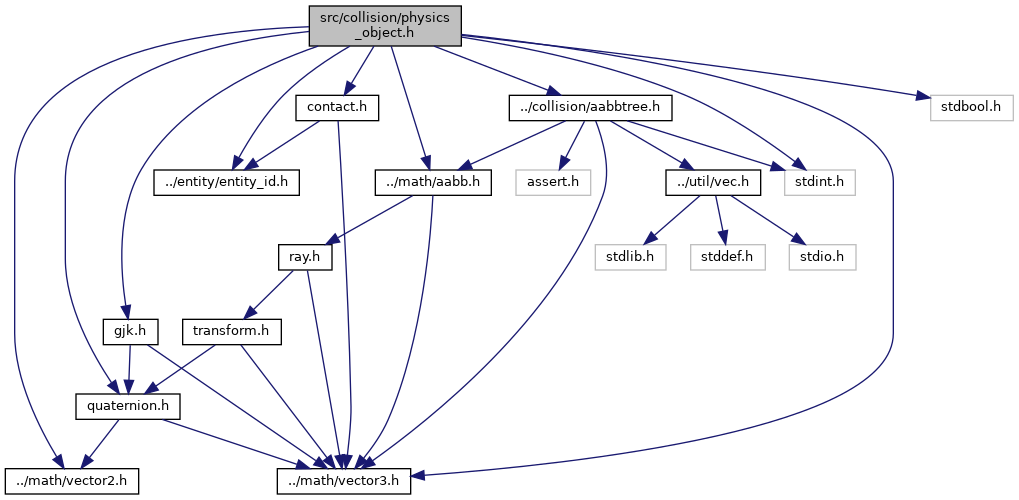 src/collision/physics
_object.h
contact.h
../collision/aabbtree.h
stdbool.h
../entity/entity_id.h
../math/aabb.h
assert.h
../util/vec.h
stdint.h
ray.h
stdlib.h
stddef.h
stdio.h
gjk.h
transform.h
quaternion.h
../math/vector2.h
../math/vector3.h